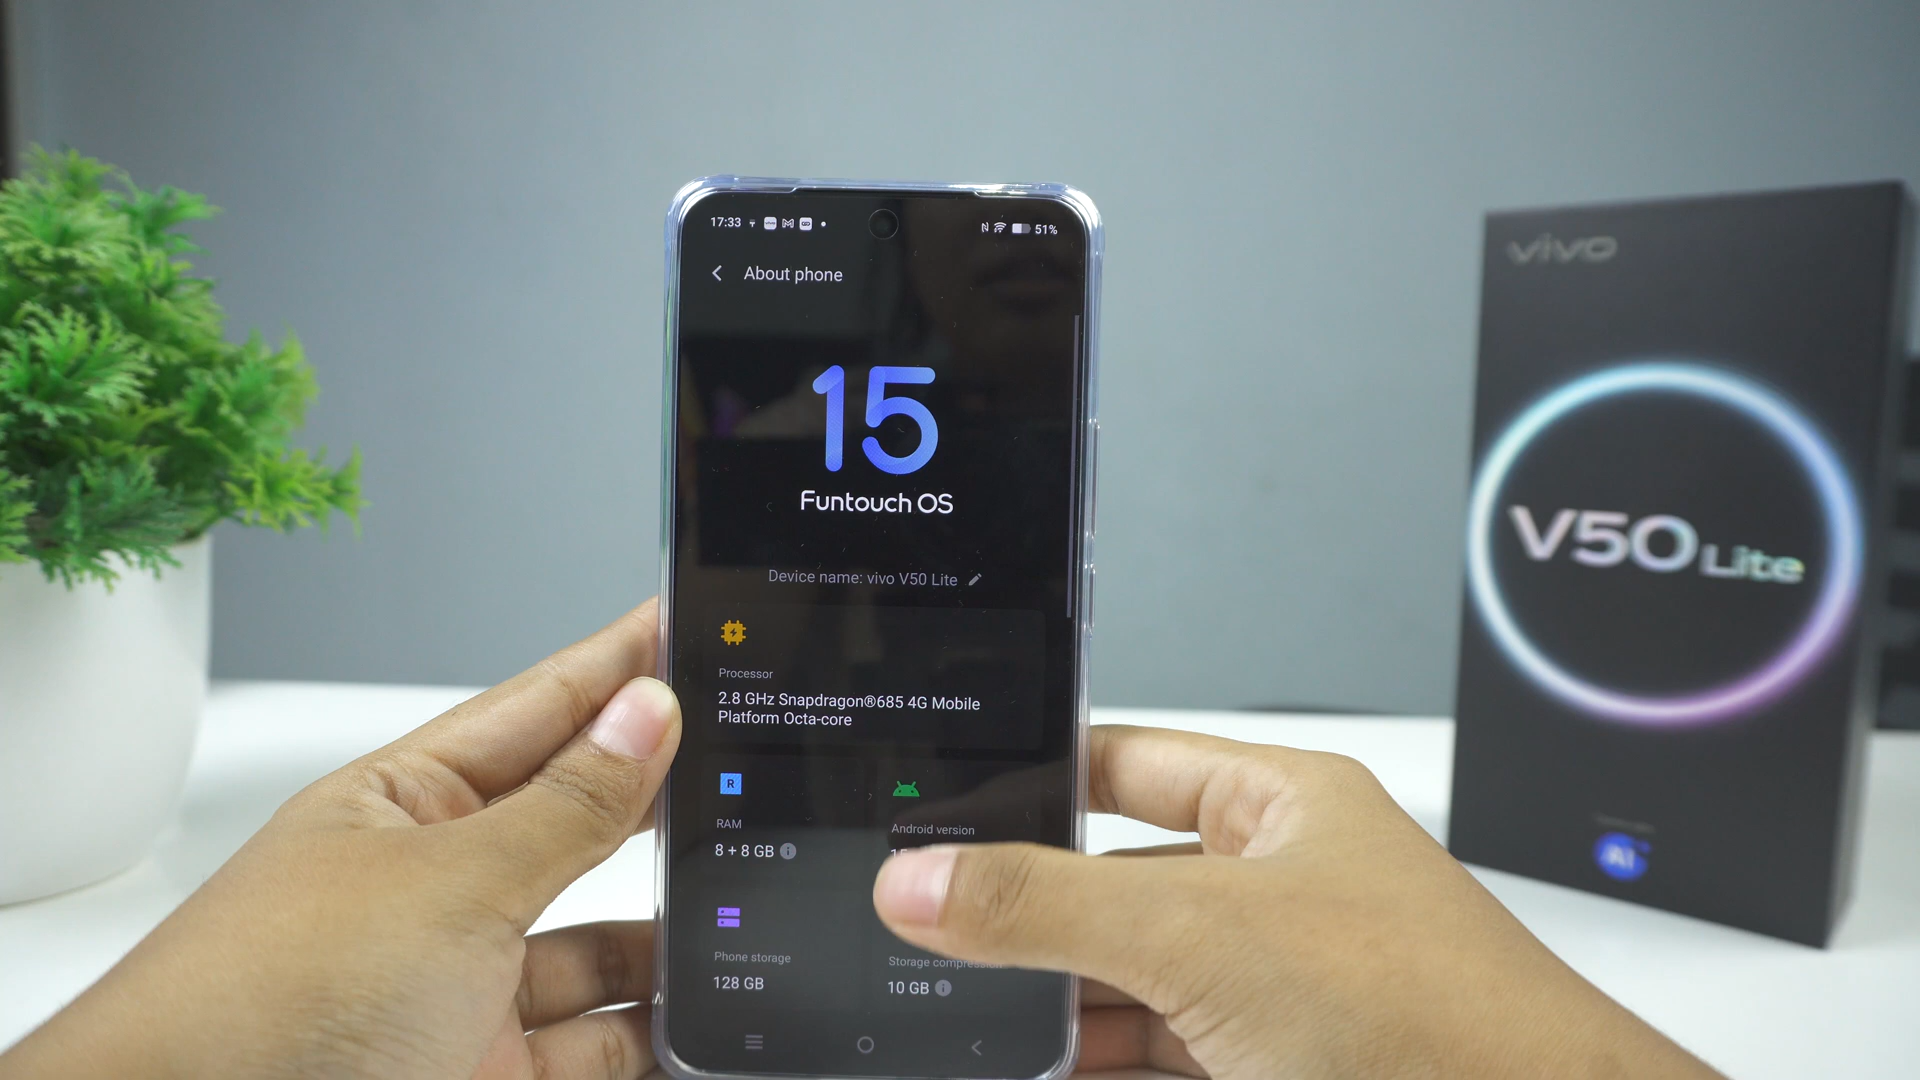 17:33
51%
About phone
15
Funtouch OS
Device name: vivo V50 Lite
Processor
2.8 GHz Snapdragon®685 4G Mobile
Platform Octa-core
R
RAM
8 + 8 GB
Android version
Phone storage
128 GB
Storage compression
10 GB
vivo
V50 Lite
AI